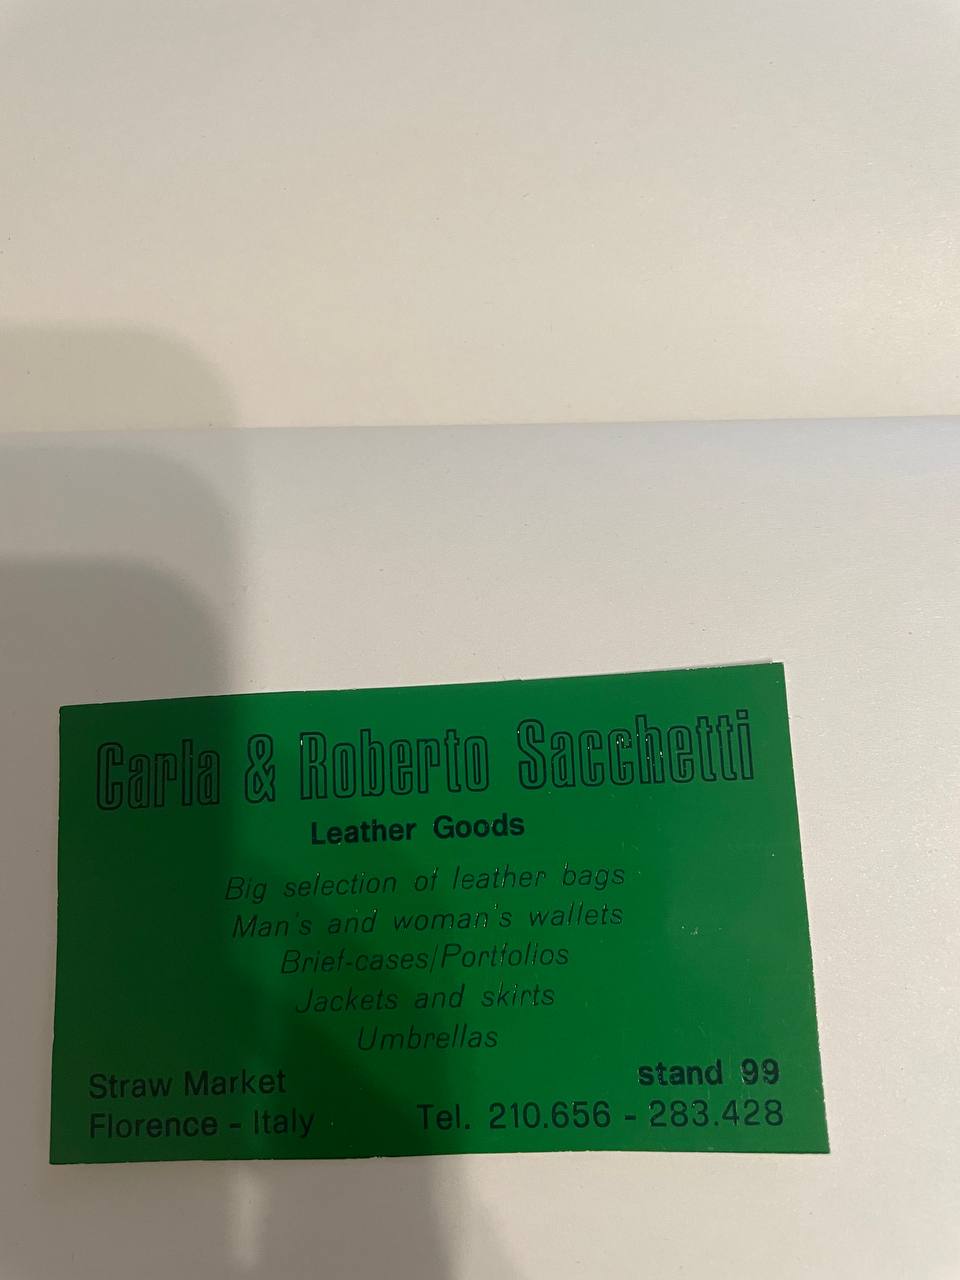 Carla & Roberto Sacchetti
Leather Goods
Big selection of leather bags
Man's and woman's wallets
Brief-cases/Portfolios
Jackets and skirts
Umbrellas
Straw Market
Florence - Italy
stand 99
Tel. 210.656 - 283.428